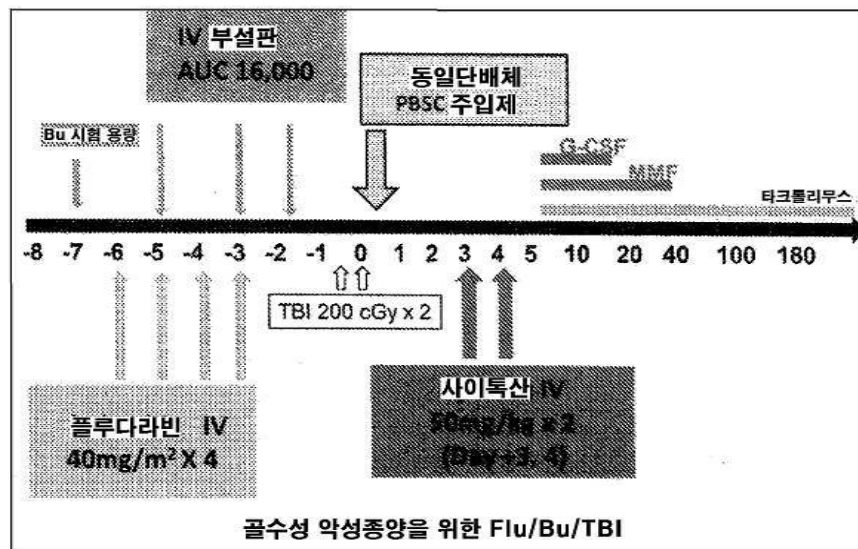 IV 부설판
AUC 16,000
동일단배체
PBSC 주입제
Bu 시험 용량
G-CSF
MMF
타크롤리무스
-8 -7 -6 -5 -4 -3 -2 -1 0 1 2 3 4 5 10 20 40 100 180
TBI 200 cGy x 2
플루다라빈 IV
40mg/m² X 4
사이톡산 IV
50mg/kg x 2
(Day +3, 4)
골수성 악성종양을 위한 Flu/Bu/TBI